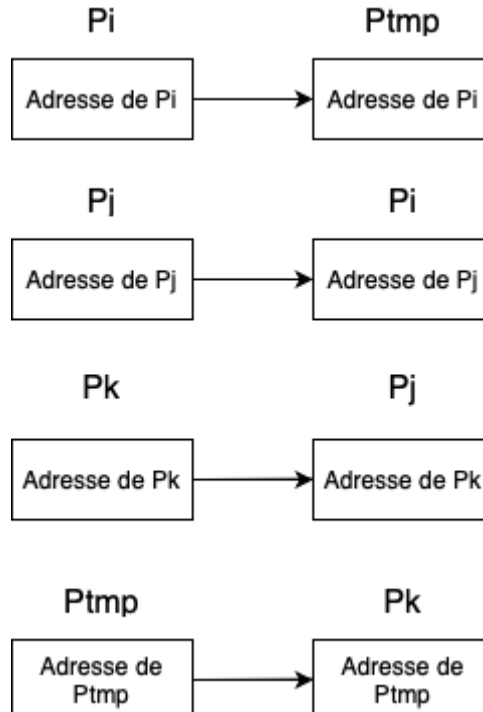 Pi Ptmp
Adresse de Pi Adresse de Pi
Pj Pi
Adresse de Pj Adresse de Pj
Pk Pj
Adresse de Pk Adresse de Pk
Ptmp Pk
Adresse de Adresse de
Ptmp Ptmp